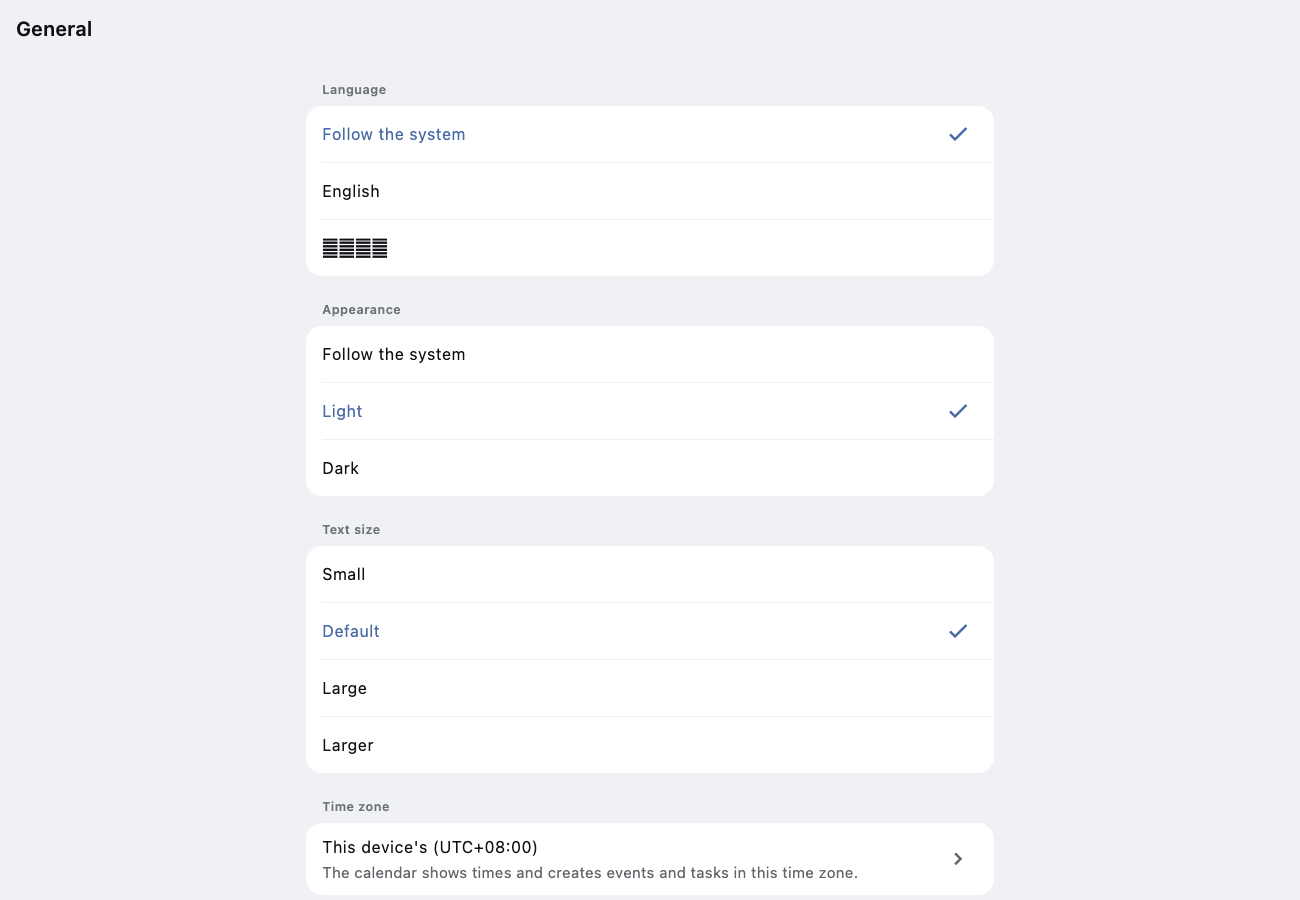 General
Language
Follow the system
English
Appearance
Follow the system
Light
Dark
Text size
Small
Default
Large
Larger
Time zone
This device's (UTC+08:00)
The calendar shows times and creates events and tasks in this time zone.